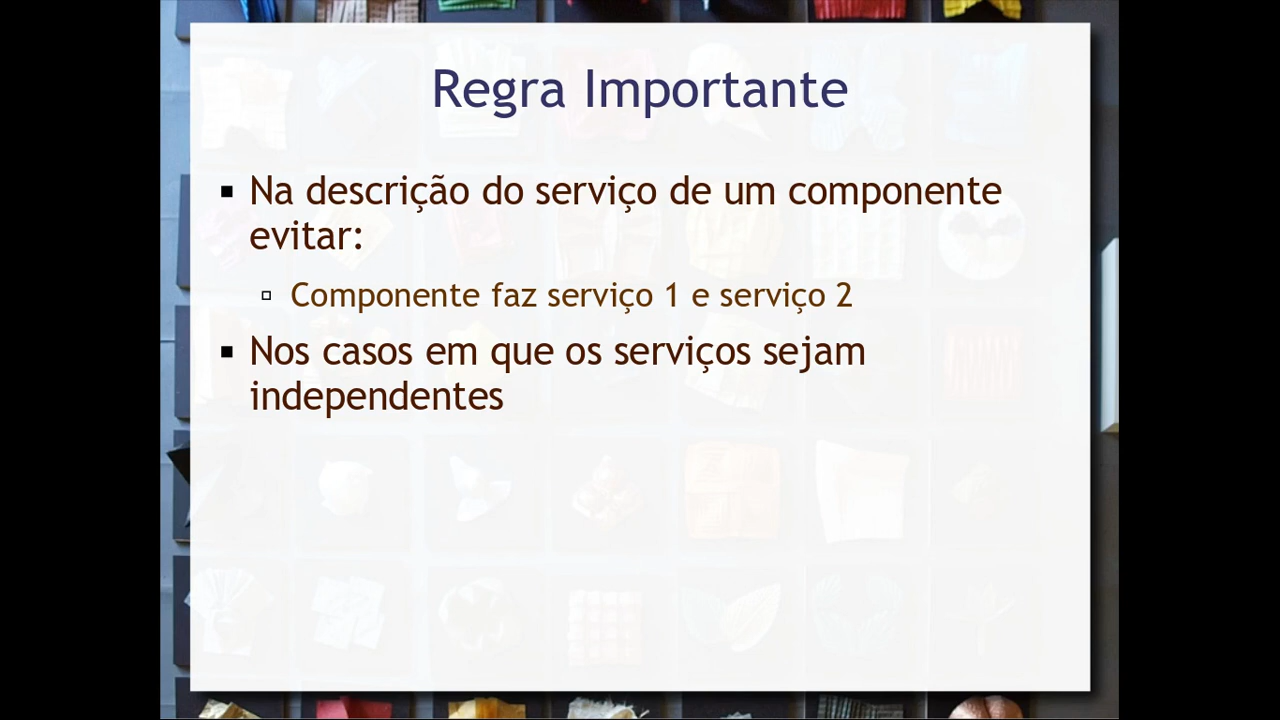 Regra Importante
Na descrição do serviço de um componente
evitar:
Componente faz serviço 1 e serviço 2
Nos casos em que os serviços sejam
independentes